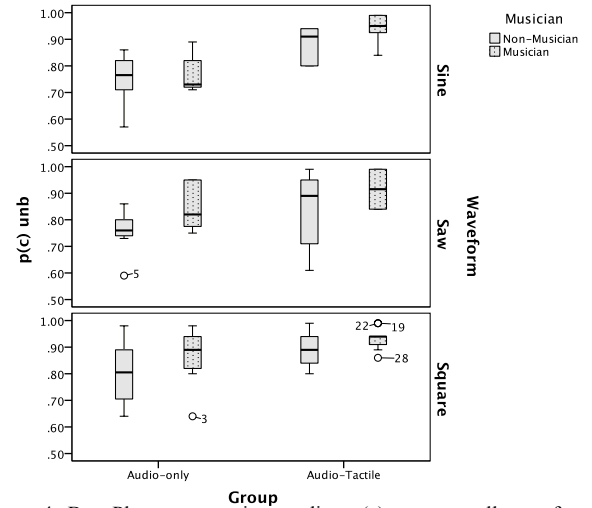 Musician
Non-Musician
Musician
1.00
.90
.80
.70
.60
.50
Sine
1.00
.90
.80
.70
.60
.50
5
Saw
1.00
.90
.80
.70
.60
.50
3
22
19
28
Square
p(c) unb
Waveform
Audio-only
Audio-Tactile
Group